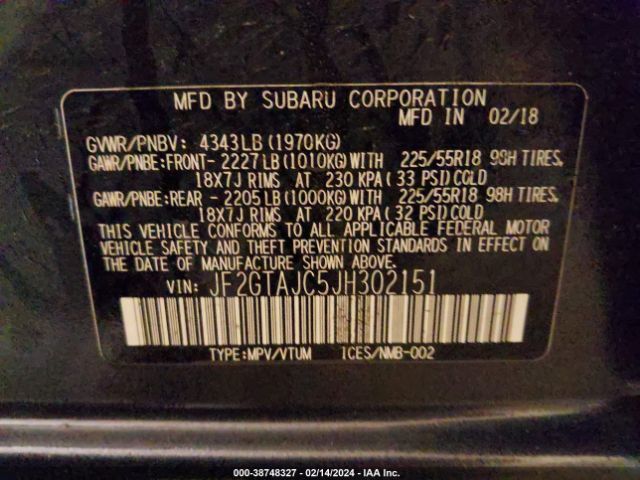 MFD BY SUBARU CORPORATION
MFD IN 02/18
GVWR/PNBV: 4343LB (1970KG)
GAWR/PNBE:FRONT- 2227LB (1010KG)WITH 225/55R18 98H TIRES,
18X7J RIMS AT 230 KPA( 33 PSI)COLD
GAWR/PNBE:REAR - 2205LB (1000KG)WITH 225/55R18 98H TIRES,
18X7J RIMS AT 220 KPA( 32 PSI)COLD
THIS VEHICLE CONFORMS TO ALL APPLICABLE FEDERAL MOTOR
VEHICLE SAFETY AND THEFT PREVENTION STANDARDS IN EFFECT ON
THE DATE OF MANUFACTURE SHOWN ABOVE.
VIN: JF2GTAJC5JH302151
TYPE:MPV/VTUM 1CES/NMB-002
000-38748327 - 02/14/2024 - IAA Inc.